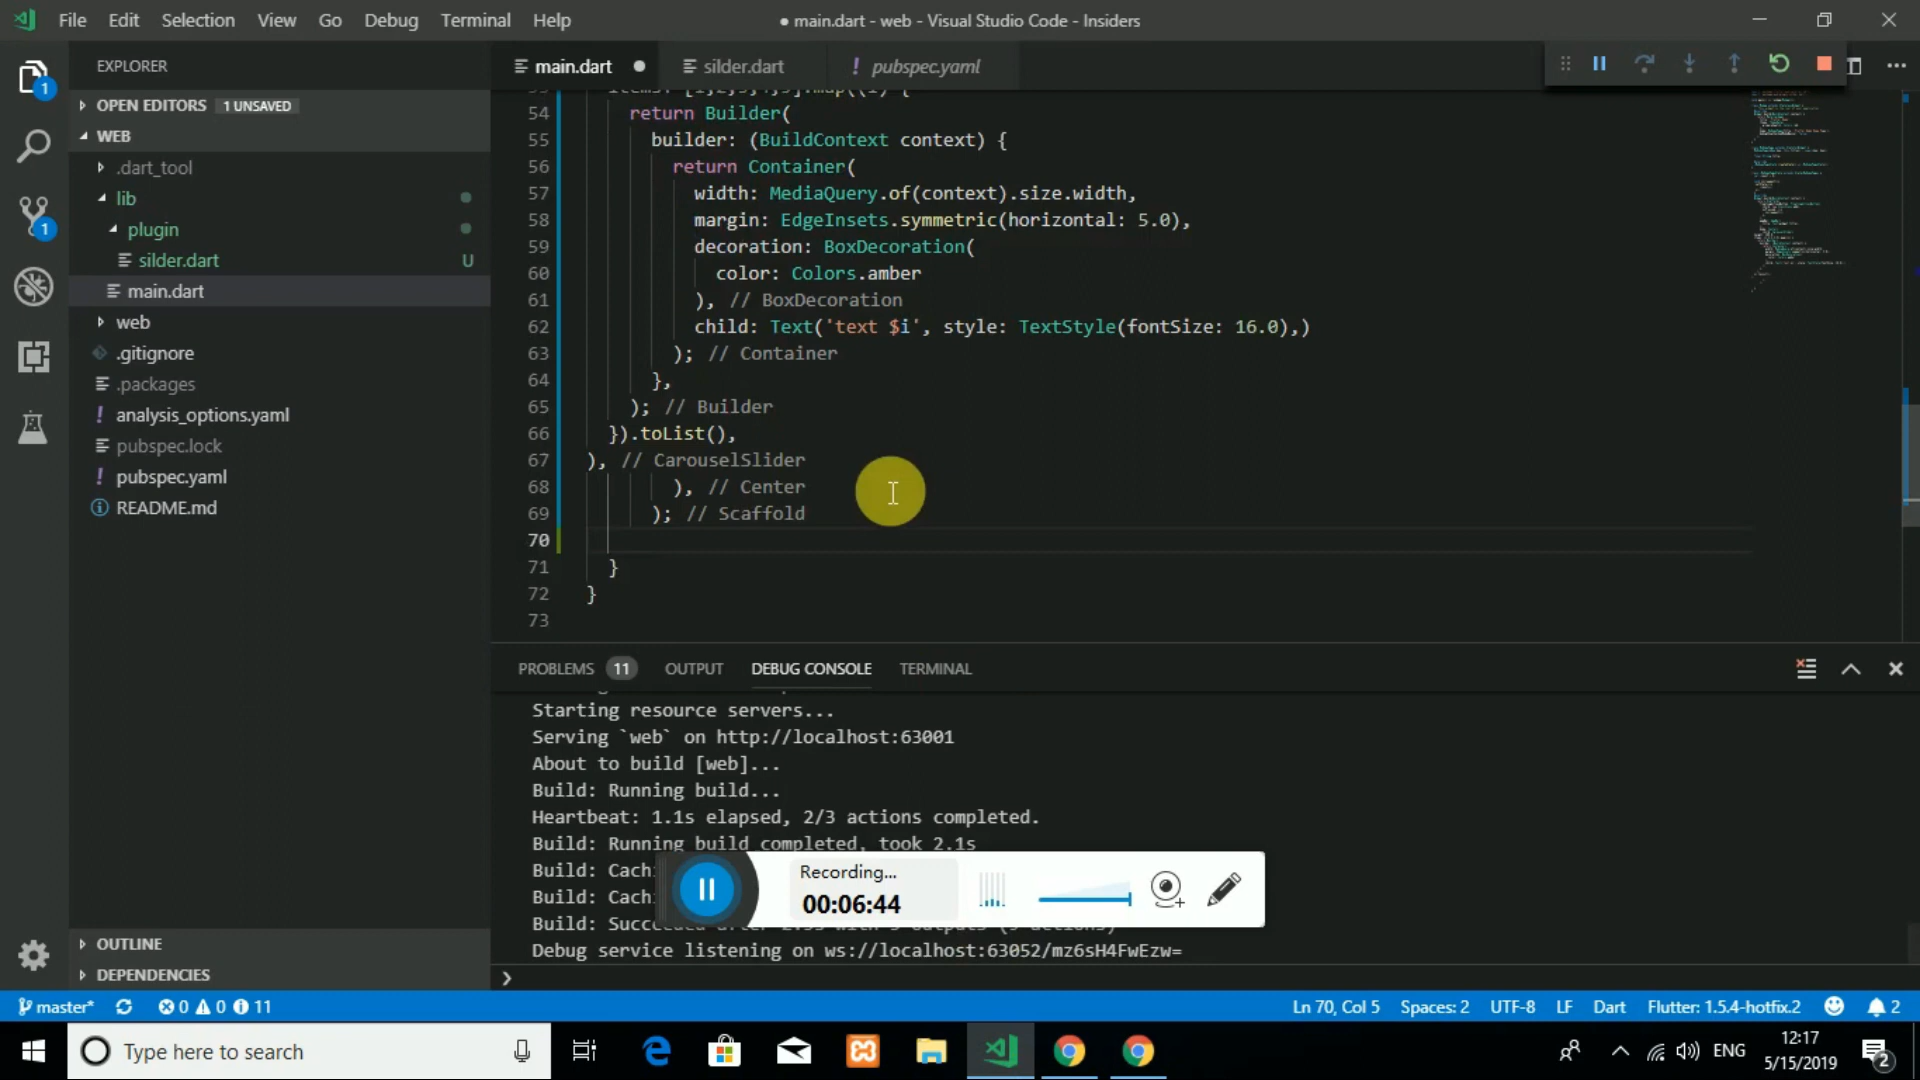 File Edit Selection View Go Debug Terminal Help
● main.dart - web - Visual Studio Code - Insiders
EXPLORER
OPEN EDITORS 1 UNSAVED
WEB
.dart_tool
lib
plugin
silder.dart U
main.dart
web
.gitignore
.packages
analysis_options.yaml
pubspec.lock
pubspec.yaml
README.md
OUTLINE
DEPENDENCIES
main.dart ● silder.dart ! pubspec.yaml
items: [1,2,3,4,5].map((i) {
54 return Builder(
55 builder: (BuildContext context) {
56 return Container(
57 width: MediaQuery.of(context).size.width,
58 margin: EdgeInsets.symmetric(horizontal: 5.0),
59 decoration: BoxDecoration(
60 color: Colors.amber
61 ), // BoxDecoration
62 child: Text('text $i', style: TextStyle(fontSize: 16.0),)
63 ); // Container
64 },
65 ); // Builder
66 }).toList(),
67 ), // CarouselSlider
68 ), // Center
69 ); // Scaffold
70
71 }
72 }
73
PROBLEMS 11 OUTPUT DEBUG CONSOLE TERMINAL
Starting resource servers...
Serving `web` on http://localhost:63001
About to build [web]...
Build: Running build...
Heartbeat: 1.1s elapsed, 2/3 actions completed.
Build: Running build completed, took 2.1s
Build: Cach
Build: Cach
Build:
Debug service listening on ws://localhost:63052/mz6sH4FwEzw=
Recording...
00:06:44
master* 0 0 11 Ln 70, Col 5 Spaces: 2 UTF-8 LF Dart Flutter: 1.5.4-hotfix.2 2
Type here to search
ENG
12:17
5/15/2019
2